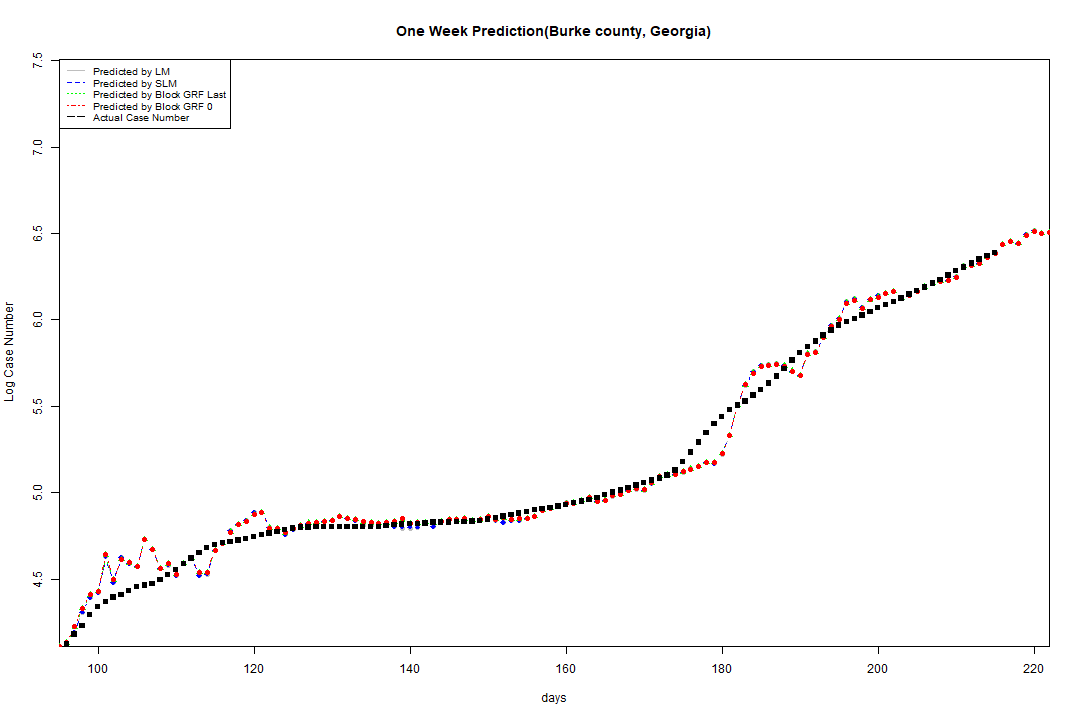 One Week Prediction(Burke county, Georgia)
Predicted by LM
Predicted by SLM
Predicted by Block GRF Last
Predicted by Block GRF 0
Actual Case Number
7.5
7.0
6.5
6.0
5.5
5.0
4.5
Log Case Number
100 120 140 160 180 200 220
days